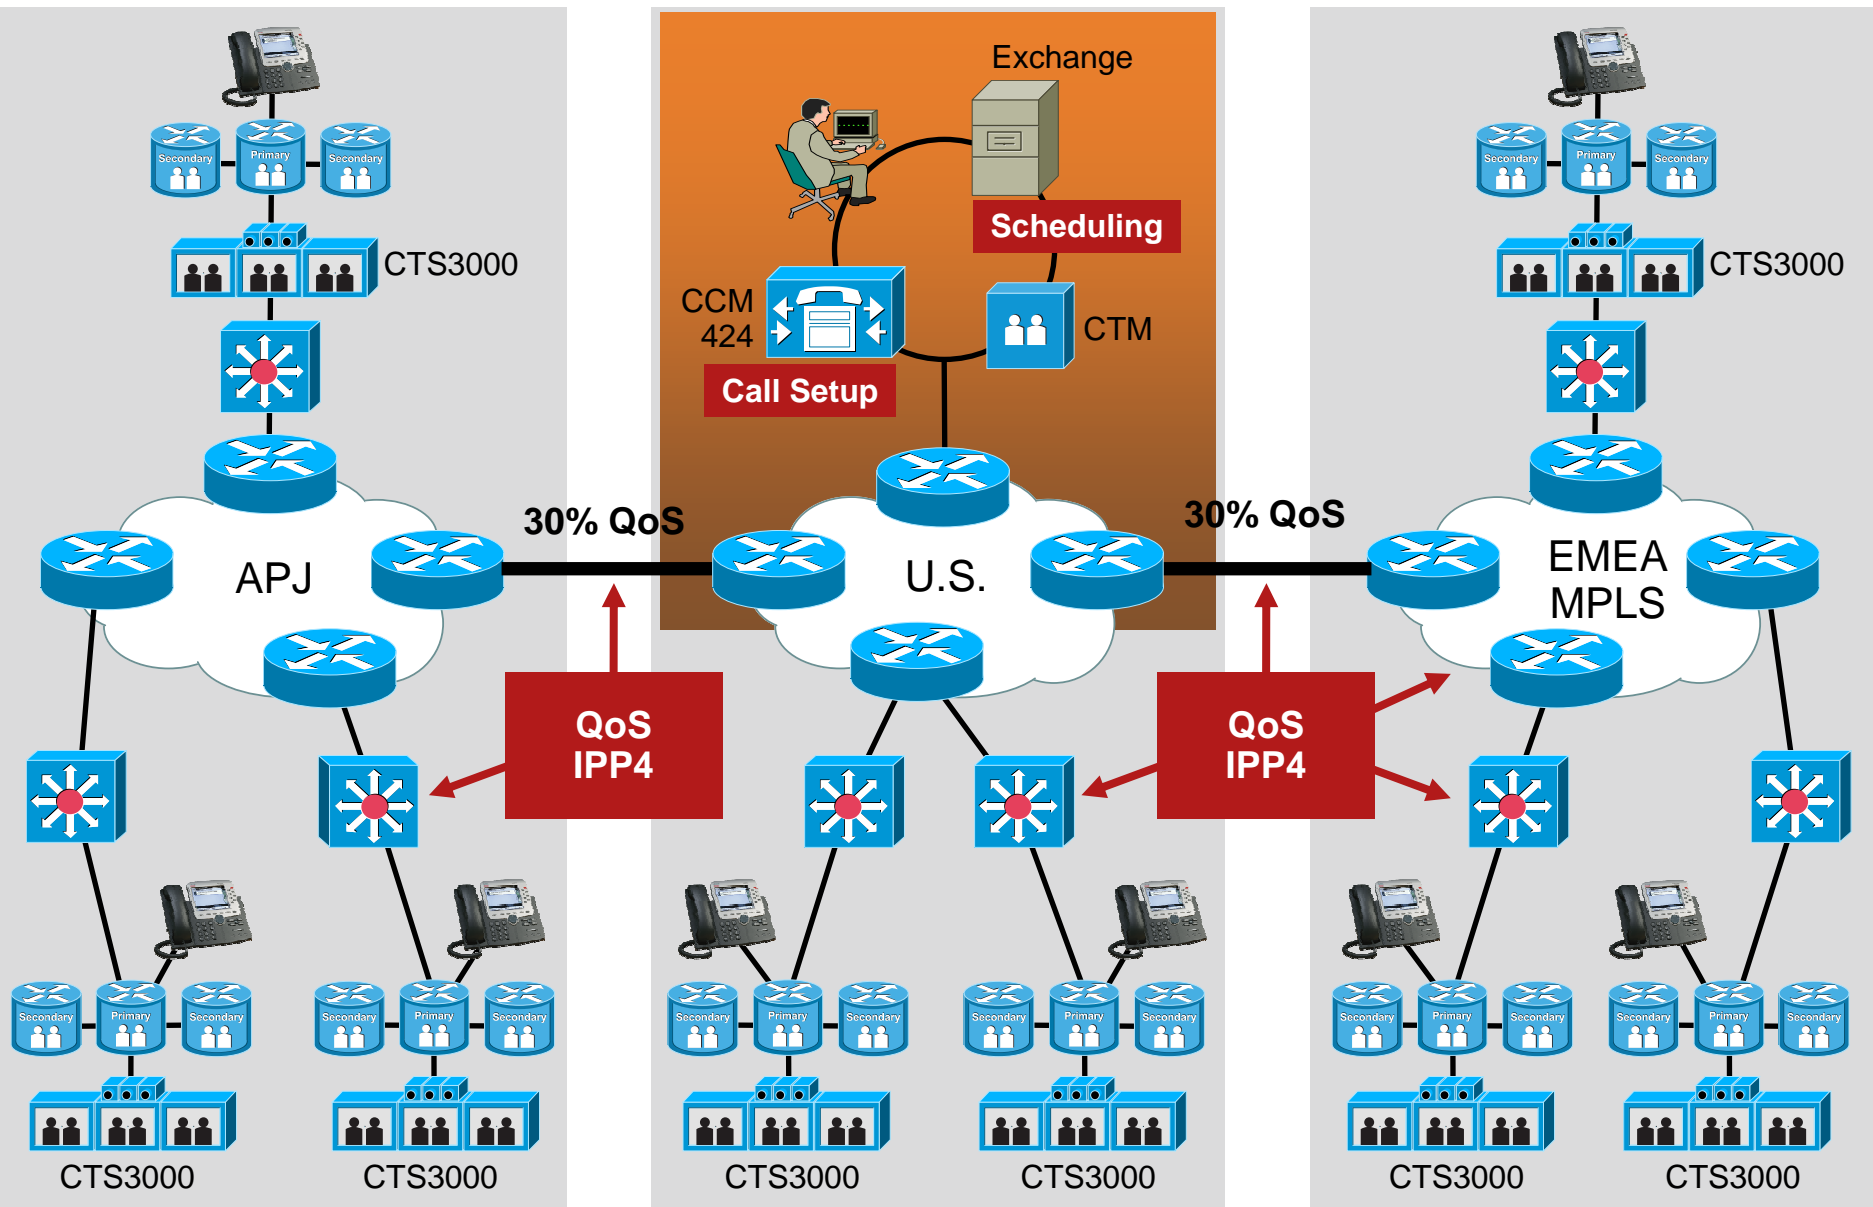 Exchange
Secondary
Primary
Secondary
CTS3000
Scheduling
CCM
424
CTM
Call Setup
Secondary
Primary
Secondary
CTS3000
30% QoS
30% QoS
APJ
U.S.
EMEA
MPLS
QoS
IPP4
QoS
IPP4
Secondary
Primary
Secondary
Secondary
Primary
Secondary
Secondary
Primary
Secondary
Secondary
Primary
Secondary
Secondary
Primary
Secondary
Secondary
Primary
Secondary
CTS3000
CTS3000
CTS3000
CTS3000
CTS3000
CTS3000